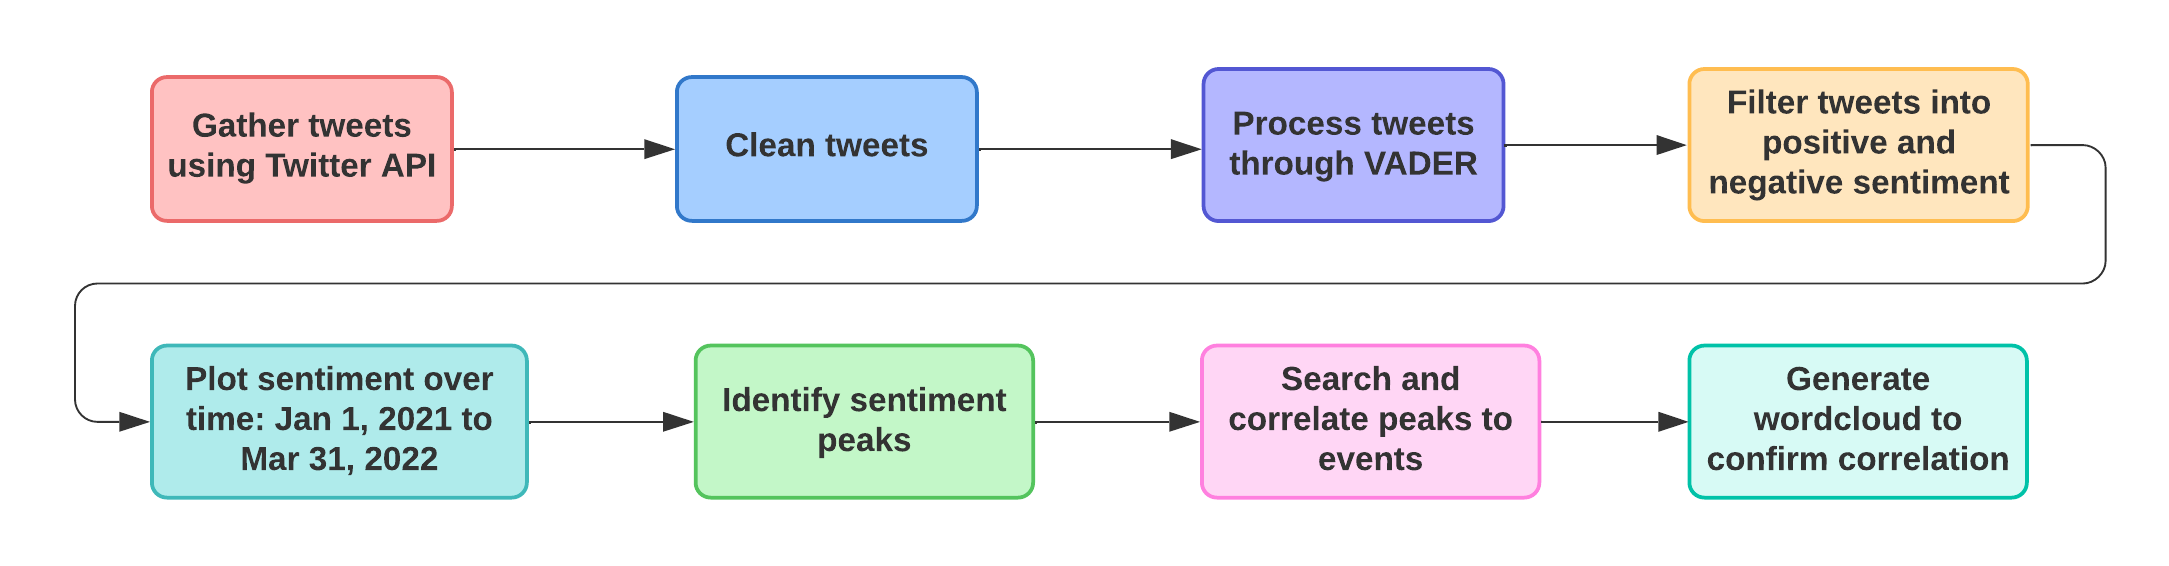 Gather tweets
using Twitter API
Clean tweets
Process tweets
through VADER
Filter tweets into
positive and
negative sentiment
Plot sentiment over
time: Jan 1, 2021 to
Mar 31, 2022
Identify sentiment
peaks
Search and
correlate peaks to
events
Generate
wordcloud to
confirm correlation